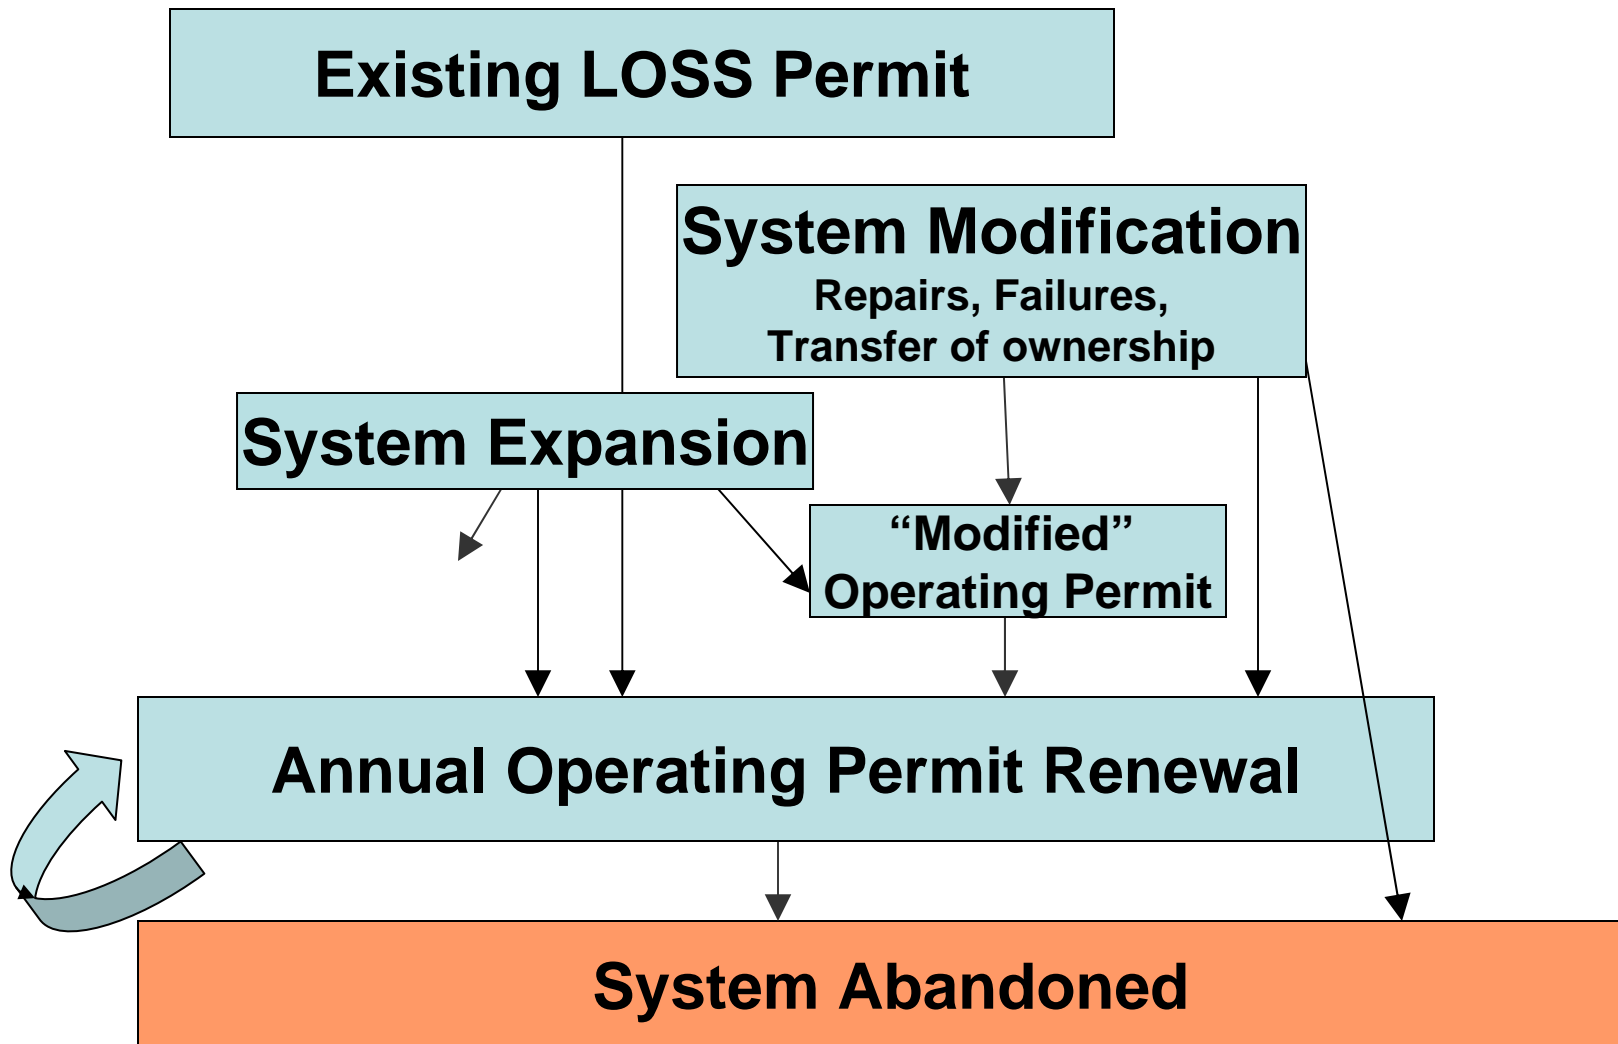 Existing LOSS Permit
System Modification
Repairs, Failures,
Transfer of ownership
System Expansion
“Modified”
Operating Permit
Annual Operating Permit Renewal
System Abandoned